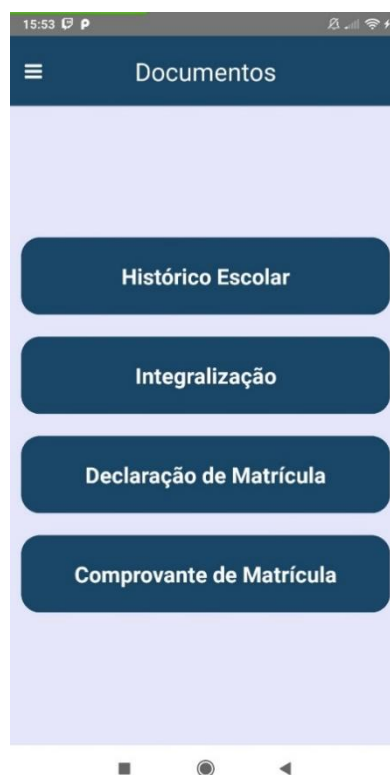 15:53
Documentos
Histórico Escolar
Integralização
Declaração de Matrícula
Comprovante de Matrícula